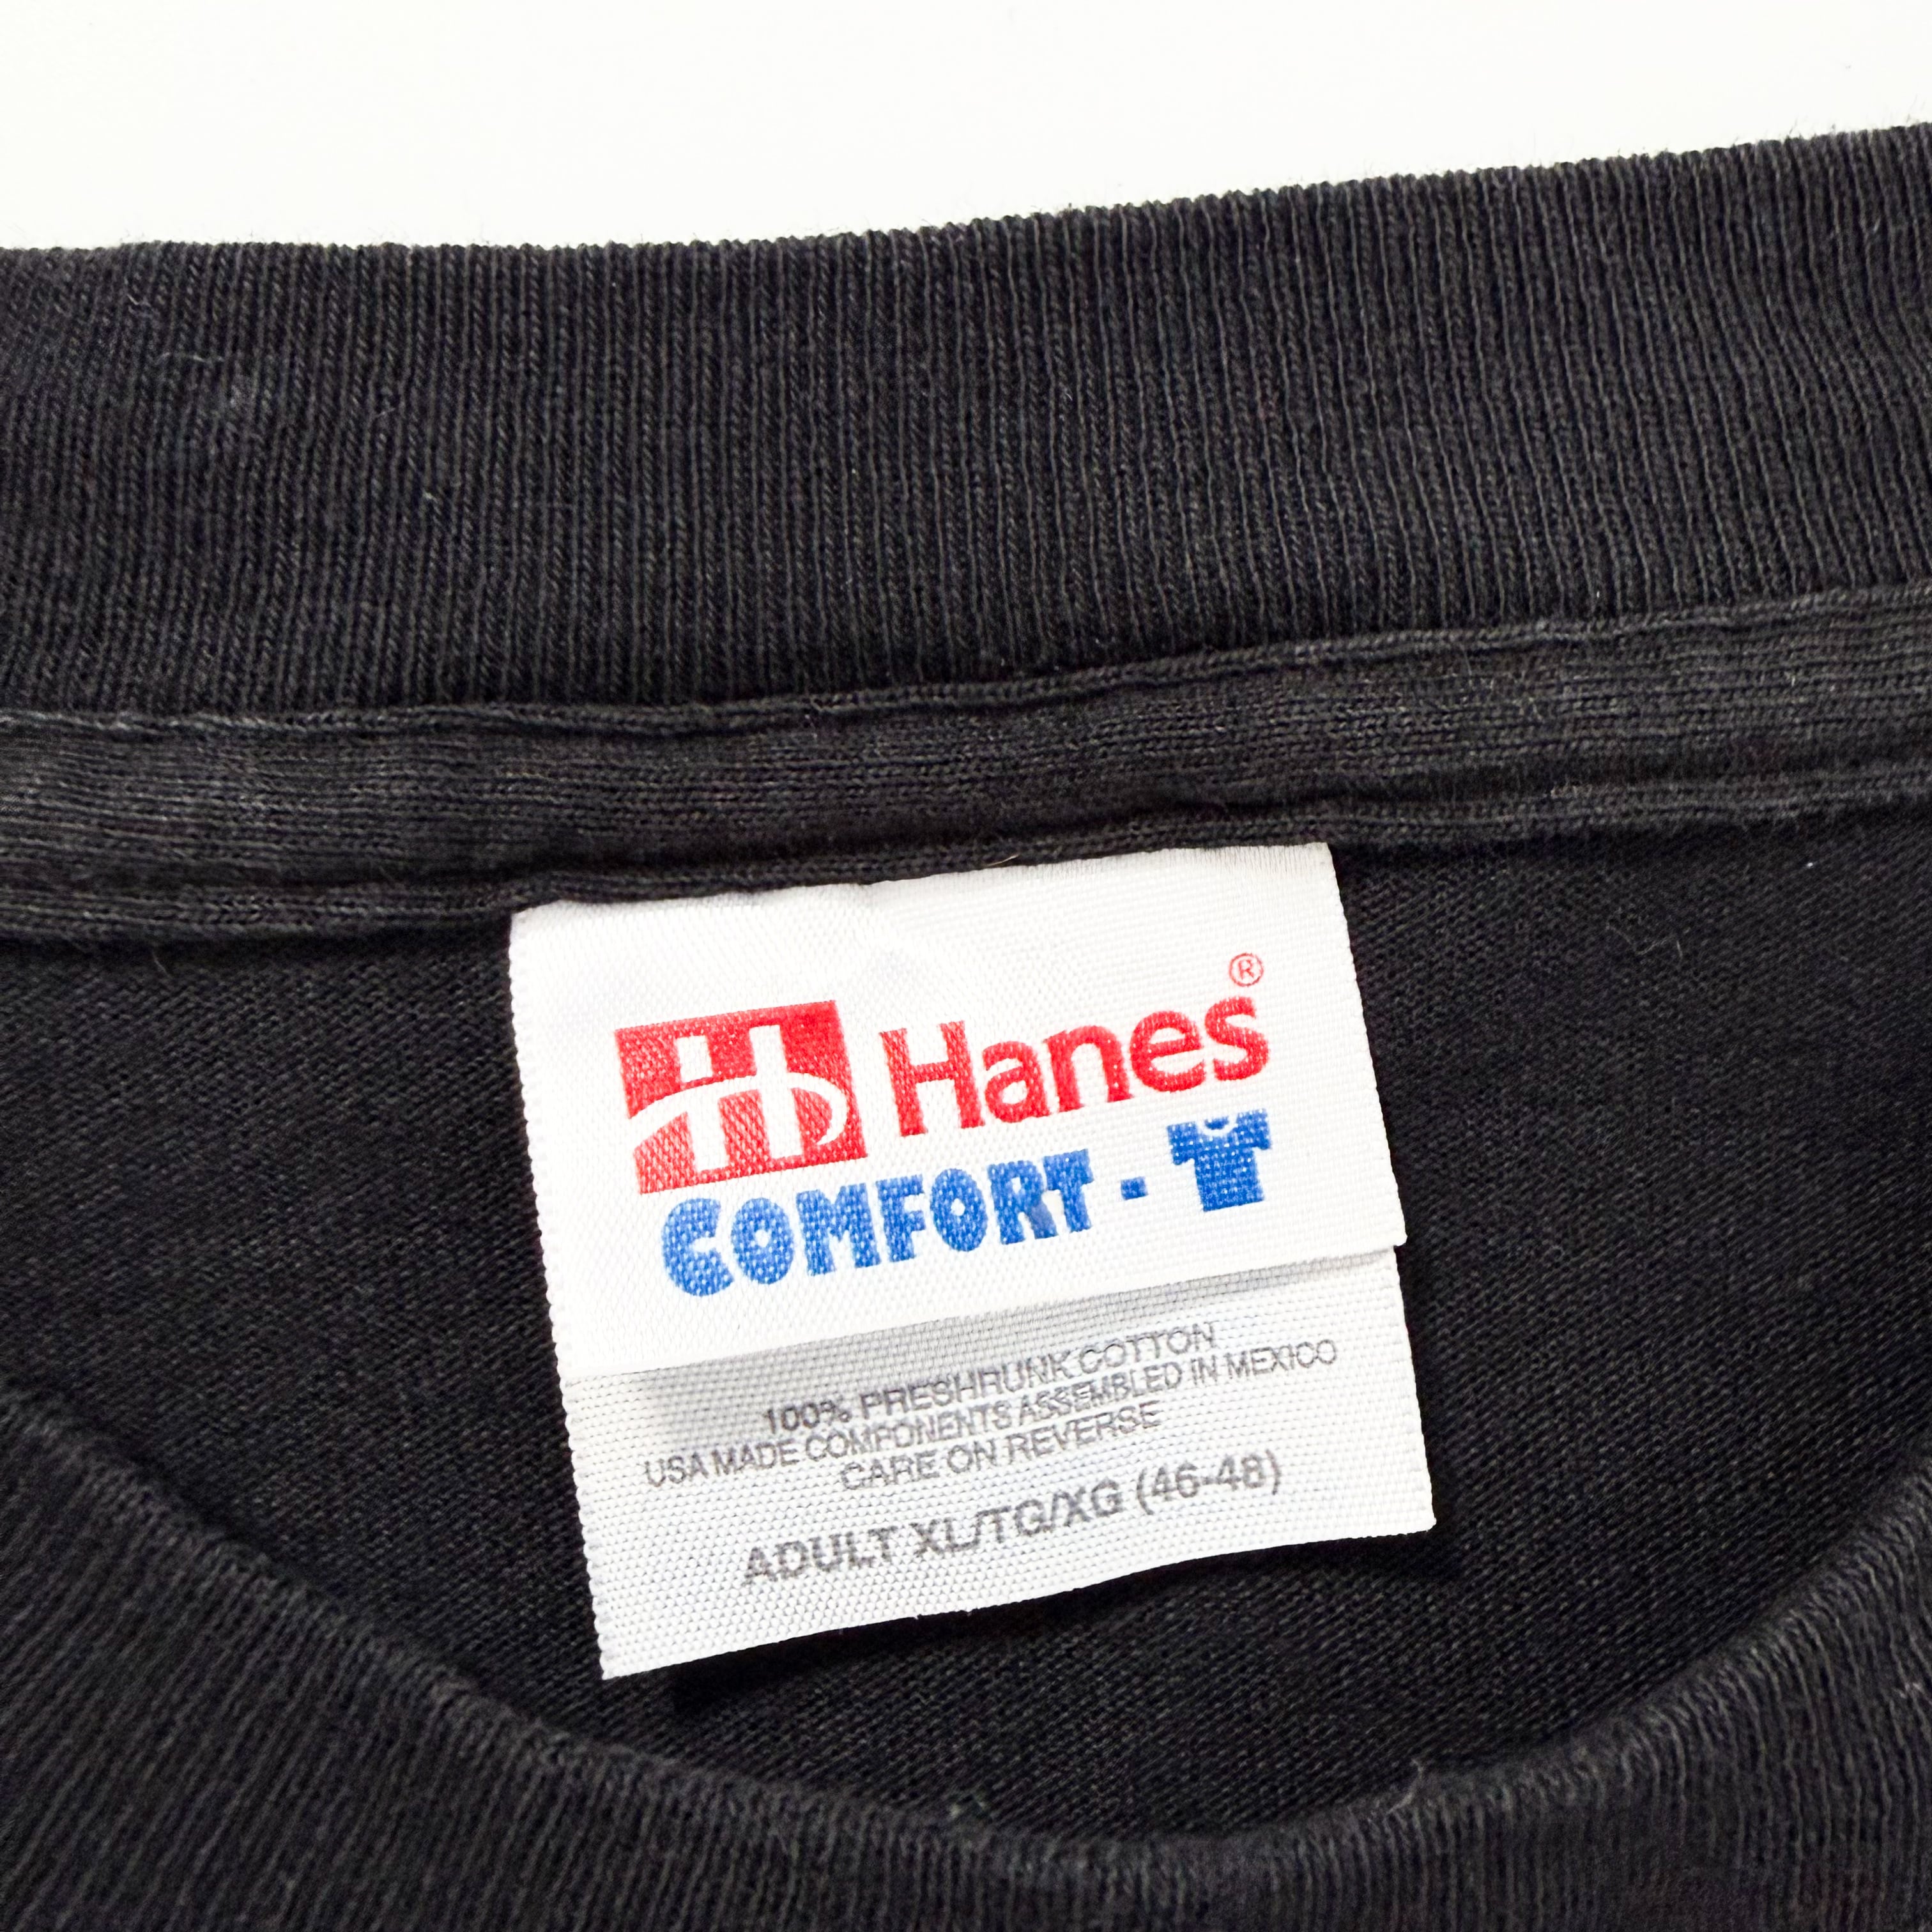 Hanes®
COMFORT-
100% PRESHRUNK COTTON
USA MADE COMPONENTS ASSEMBLED IN MEXICO
CARE ON REVERSE
ADULT XL/TG/XG (46-48)